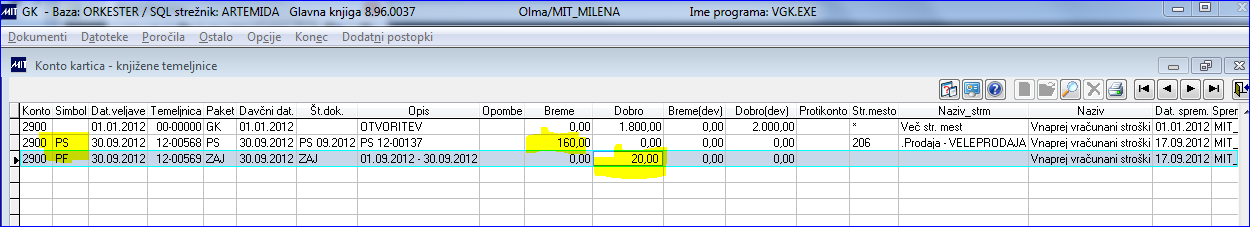 MIT GK - Baza: ORKESTER / SQL strežnik: ARTEMIDA Glavna knjiga 8.96.0037 Olma/MIT_MILENA Ime programa: VGK.EXE
Dokumenti Datoteke Poročila Ostalo Opcije Konec Dodatni postopki
MIT Konto kartica - knjižene temeljnice
Konto Simbol Dat.veljave Temeljnica Paket Davčni dat. Št.dok. Opis Opombe Breme Dobro Breme(dev) Dobro(dev) Protikonto Str.mesto Naziv_strm Naziv Dat. sprem. Sprem
2900 01.01.2012 00-00000 GK 01.01.2012 OTVORITEV 0,00 1.800,00 0,00 2.000,00 * Več str. mest Vnaprej vračunani stroški 01.01.2012 MIT_
2900 PS 30.09.2012 12-00568 PS 30.09.2012 PS 09.2012 PS 12-00137 160,00 0,00 0,00 0,00 206 .Prodaja - VELEPRODAJA Vnaprej vračunani stroški 17.09.2012 MIT_
2900 PF 30.09.2012 12-00569 ZAJ 30.09.2012 ZAJ 01.09.2012 - 30.09.2012 0,00 20,00 0,00 0,00 Vnaprej vračunani stroški 17.09.2012 MIT_